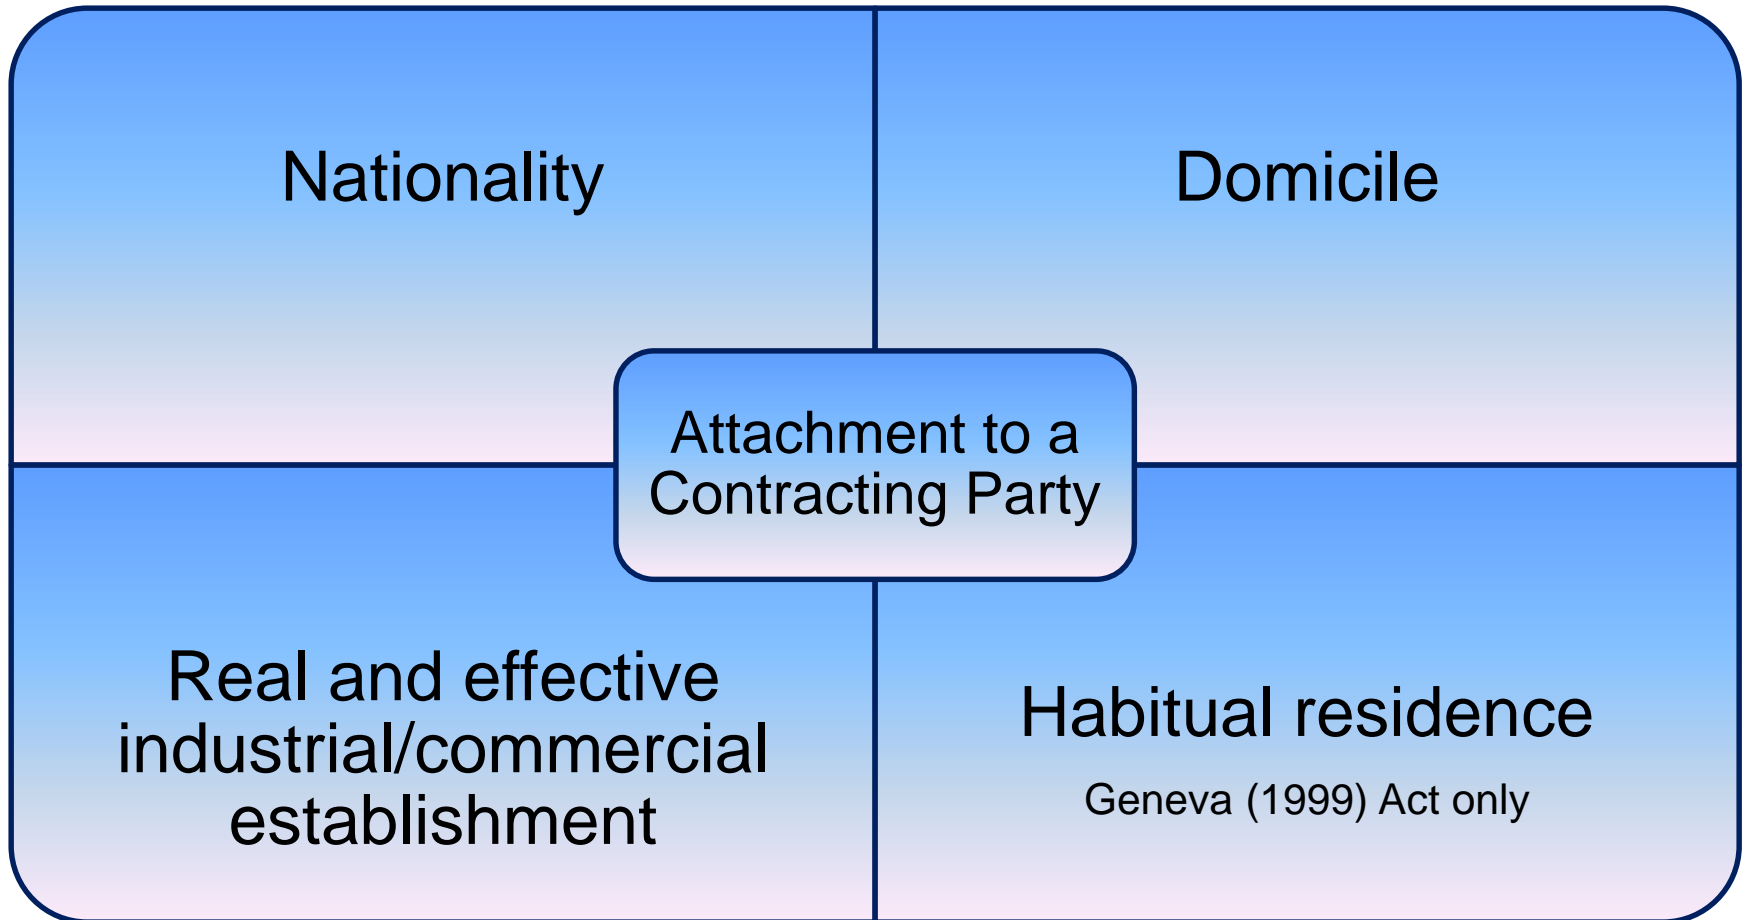 Nationality
Domicile
Attachment to a
Contracting Party
Real and effective
industrial/commercial
establishment
Habitual residence
Geneva (1999) Act only